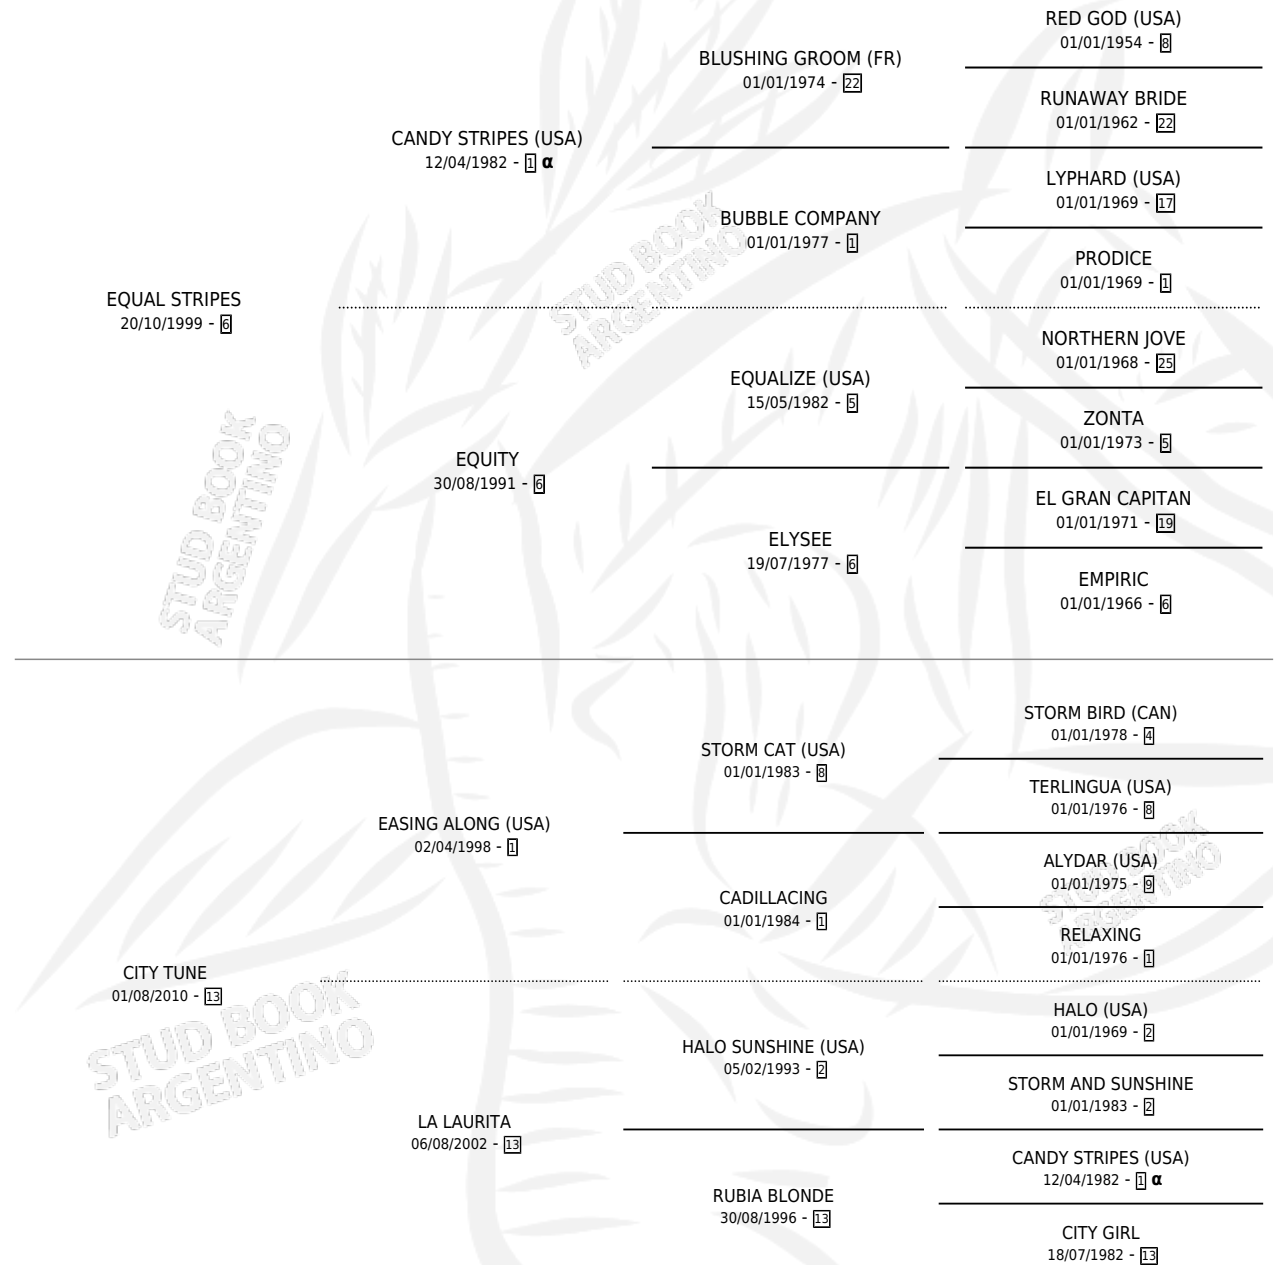 RED GOD (USA)
01/01/1954 - 8
BLUSHING GROOM (FR)
01/01/1974 - 22
RUNAWAY BRIDE
01/01/1962 - 22
CANDY STRIPES (USA)
12/04/1982 - 1 α
LYPHARD (USA)
01/01/1969 - 17
BUBBLE COMPANY
01/01/1977 - 1
PRODICE
01/01/1969 - 1
EQUAL STRIPES
20/10/1999 - 6
NORTHERN JOVE
01/01/1968 - 25
EQUALIZE (USA)
15/05/1982 - 5
ZONTA
01/01/1973 - 5
EQUITY
30/08/1991 - 6
EL GRAN CAPITAN
01/01/1971 - 19
ELYSEE
19/07/1977 - 6
EMPIRIC
01/01/1966 - 6
STORM BIRD (CAN)
01/01/1978 - 4
STORM CAT (USA)
01/01/1983 - 8
TERLINGUA (USA)
01/01/1976 - 8
EASING ALONG (USA)
02/04/1998 - 1
ALYDAR (USA)
01/01/1975 - 9
CADILLACING
01/01/1984 - 1
RELAXING
01/01/1976 - 1
CITY TUNE
01/08/2010 - 13
HALO (USA)
01/01/1969 - 2
HALO SUNSHINE (USA)
05/02/1993 - 2
STORM AND SUNSHINE
01/01/1983 - 2
LA LAURITA
06/08/2002 - 13
CANDY STRIPES (USA)
12/04/1982 - 1 α
RUBIA BLONDE
30/08/1996 - 13
CITY GIRL
18/07/1982 - 13
STUD BOOK
ARGENTINO
STUD BOOK
ARGENTINO
STUD BOOK
ARGENTINO
STUD BOOK
ARGENTINO